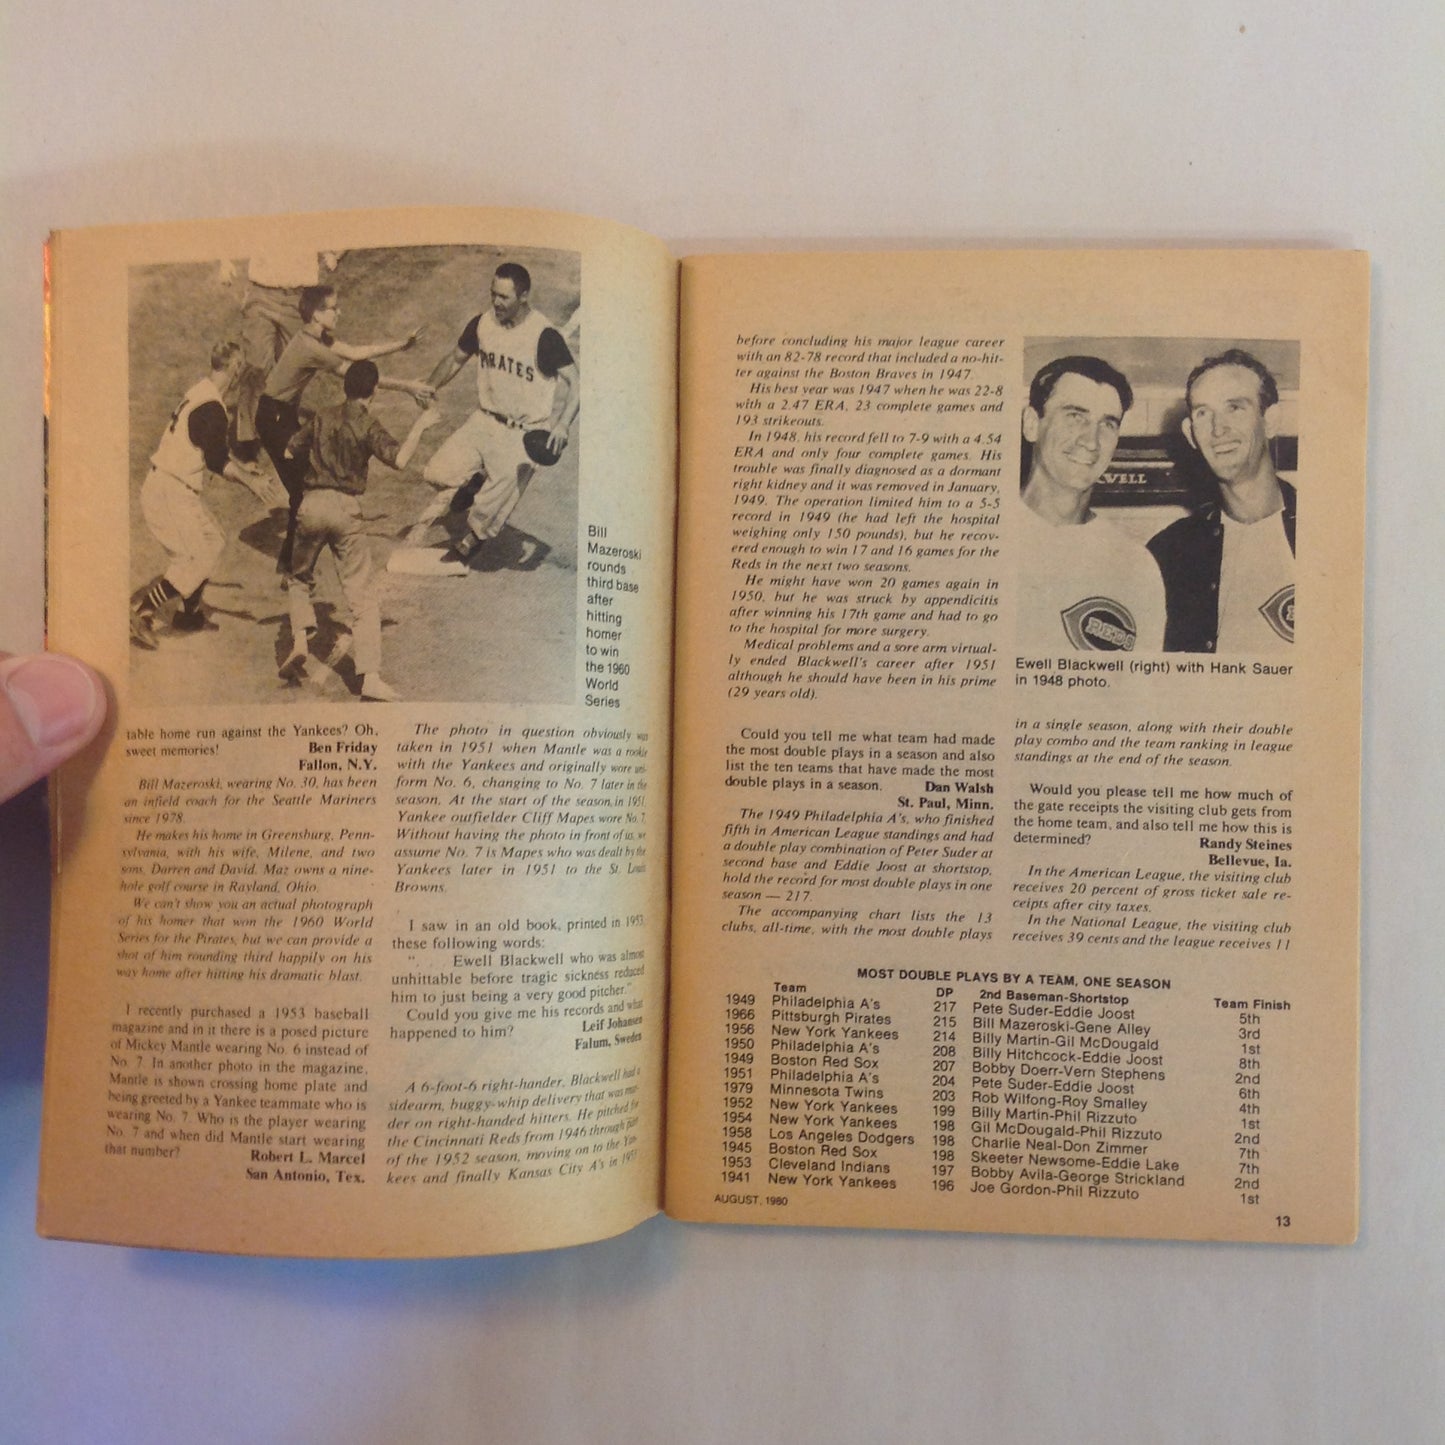 PIRATES
Bill
Mazeroski
rounds
third base
after
hitting
homer
to win
the 1960
World
Series
table home run against the Yankees? Oh,
sweet memories!
Ben Friday
Fallon, N.Y.
Bill Mazeroski, wearing No. 30, has been
an infield coach for the Seattle Mariners
since 1978.
He makes his home in Greensburg, Penn-
sylvania, with his wife, Milene, and two
sons, Darren and David. Maz owns a nine-
hole golf course in Rayland, Ohio.
We can't show you an actual photograph
of his homer that won the 1960 World
Series for the Pirates, but we can provide a
shot of him rounding third happily on his
way home after hitting his dramatic blast.
I recently purchased a 1953 baseball
magazine and in it there is a posed picture
of Mickey Mantle wearing No. 6 instead of
No. 7. In another photo in the magazine,
Mantle is shown crossing home plate and
being greeted by a Yankee teammate who is
wearing No. 7. Who is the player wearing
No. 7 and when did Mantle start wearing
that number?
Robert L. Marcel
San Antonio, Tex.
The photo in question obviously was
taken in 1951 when Mantle was a rookie
with the Yankees and originally wore uni-
form No. 6, changing to No. 7 later in the
season. At the start of the season, in 1951,
Yankee outfielder Cliff Mapes wore No. 7.
Without having the photo in front of us, we
assume No. 7 is Mapes who was dealt by the
Yankees later in 1951 to the St. Louis
Browns.
I saw in an old book, printed in 1953,
these following words:
". Ewell Blackwell who was almost
unhittable before tragic sickness reduced
him to just being a very good pitcher."
Could you give me his records and what
happened to him?
Leif Johansen
Falum, Sweden
A 6-foot-6 right-hander, Blackwell had a
sidearm, buggy-whip delivery that was mur-
der on right-handed hitters. He pitched for
the Cincinnati Reds from 1946 through part
of the 1952 season, moving on to the Yan-
kees and finally Kansas City A's in 1955
before concluding his major league career
with an 82-78 record that included a no-hit-
ter against the Boston Braves in 1947.
His best year was 1947 when he was 22-8
with a 2.47 ERA, 23 complete games and
193 strikeouts.
In 1948, his record fell to 7-9 with a 4.54
ERA and only four complete games. His
trouble was finally diagnosed as a dormant
right kidney and it was removed in January,
1949. The operation limited him to a 5-5
record in 1949 (he had left the hospital
weighing only 150 pounds), but he recov-
ered enough to win 17 and 16 games for the
Reds in the next two seasons.
He might have won 20 games again in
1950, but he was struck by appendicitis
after winning his 17th game and had to go
to the hospital for more surgery.
Medical problems and a sore arm virtual-
ly ended Blackwell's career after 1951
although he should have been in his prime
(29 years old).
WELL
REDS
Ewell Blackwell (right) with Hank Sauer
in 1948 photo.
Could you tell me what team had made
the most double plays in a season and also
list the ten teams that have made the most
double plays in a season.
Dan Walsh
St. Paul, Minn.
The 1949 Philadelphia A's, who finished
fifth in American League standings and had
a double play combination of Peter Suder at
second base and Eddie Joost at shortstop,
hold the record for most double plays in one
season — 217.
The accompanying chart lists the 13
clubs, all-time, with the most double plays
in a single season, along with their double
play combo and the team ranking in league
standings at the end of the season.
Would you please tell me how much of
the gate receipts the visiting club gets from
the home team, and also tell me how this is
determined?
Randy Steines
Bellevue, Ia.
In the American League, the visiting club
receives 20 percent of gross ticket sale re-
ceipts after city taxes.
In the National League, the visiting club
receives 39 cents and the league receives 11
MOST DOUBLE PLAYS BY A TEAM, ONE SEASON
Team DP 2nd Baseman-Shortstop Team Finish
1949 Philadelphia A's 217 Pete Suder-Eddie Joost 5th
1966 Pittsburgh Pirates 215 Bill Mazeroski-Gene Alley 3rd
1956 New York Yankees 214 Billy Martin-Gil McDougald 1st
1950 Philadelphia A's 208 Billy Hitchcock-Eddie Joost 8th
1949 Boston Red Sox 207 Bobby Doerr-Vern Stephens 2nd
1951 Philadelphia A's 204 Pete Suder-Eddie Joost 6th
1979 Minnesota Twins 203 Rob Wilfong-Roy Smalley 4th
1952 New York Yankees 199 Billy Martin-Phil Rizzuto 1st
1954 New York Yankees 198 Gil McDougald-Phil Rizzuto 2nd
1958 Los Angeles Dodgers 198 Charlie Neal-Don Zimmer 7th
1945 Boston Red Sox 198 Skeeter Newsome-Eddie Lake 7th
1953 Cleveland Indians 197 Bobby Avila-George Strickland 2nd
1941 New York Yankees 196 Joe Gordon-Phil Rizzuto 1st
AUGUST, 1980
13